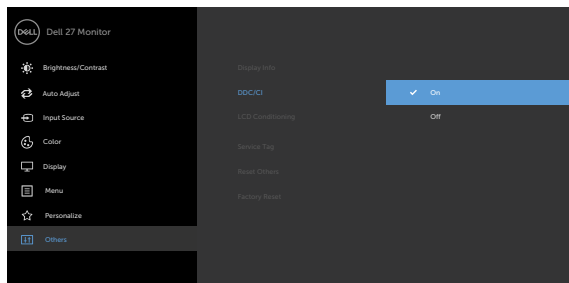 DELL Dell 27 Monitor
Brightness/Contrast
Auto Adjust
Input Source
Color
Display
Menu
Personalize
Others
Display Info
DDC/CI
LCD Conditioning
Service Tag
Reset Others
Factory Reset
On
Off